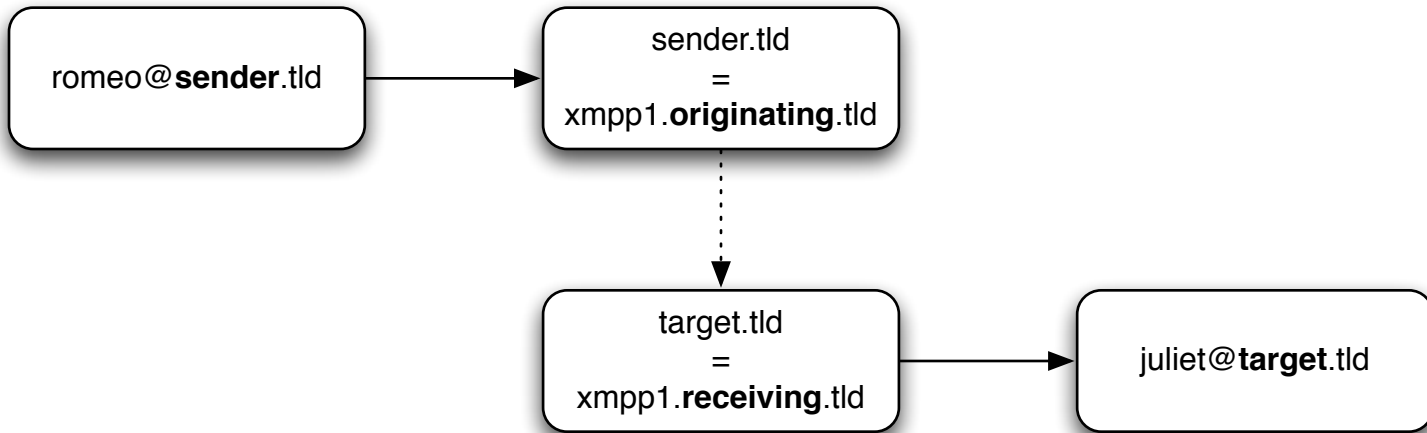 romeo@sender.tld
sender.tld
=
xmpp1.originating.tld
target.tld
=
xmpp1.receiving.tld
juliet@target.tld